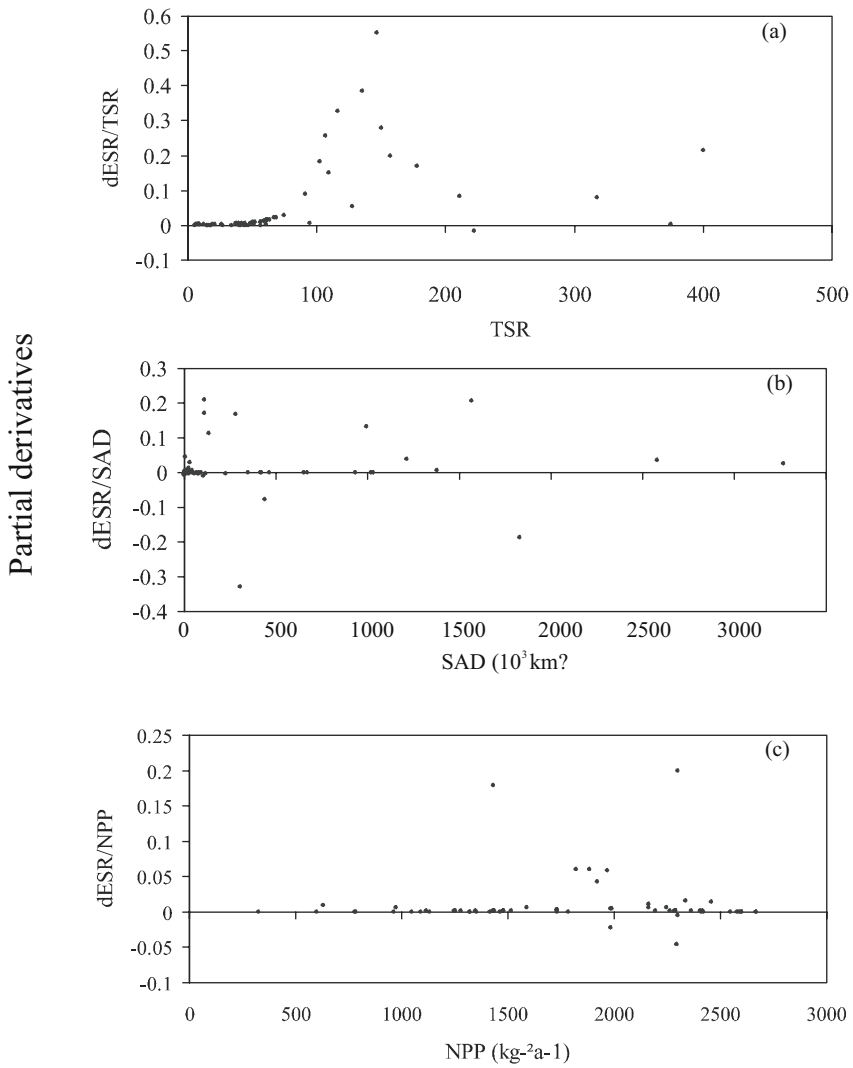 Partial derivatives
(a)
dESR/TSR
0.6
0.5
0.4
0.3
0.2
0.1
0
-0.1
0 100 200 300 400 500
TSR
(b)
dESR/SAD
0.3
0.2
0.1
0
-0.1
-0.2
-0.3
-0.4
0 500 1000 1500 2000 2500 3000
SAD (10³km?
(c)
dESR/NPP
0.25
0.2
0.15
0.1
0.05
0
-0.05
-0.1
0 500 1000 1500 2000 2500 3000
NPP (kg-²a-1)